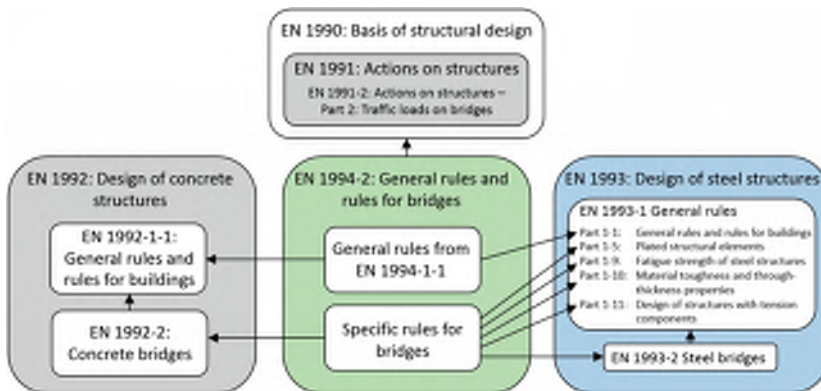 EN 1990: Basis of structural design
EN 1991: Actions on structures
EN 1991-2: Actions on structures –
Part 2: Traffic loads on bridges
EN 1992: Design of concrete
structures
EN 1992-1-1:
General rules and
rules for buildings
EN 1992-2:
Concrete bridges
EN 1994-2: General rules and
rules for bridges
General rules from
EN 1994-1-1
Specific rules for
bridges
EN 1993: Design of steel structures
EN 1993-1 General rules
Part 1-1: General rules and rules for buildings
Part 1-5: Plated structural elements
Part 1-9: Fatigue strength of steel structures
Part 1-10: Material toughness and through-
thickness properties
Part 1-11: Design of structures with tension
components
EN 1993-2 Steel bridges